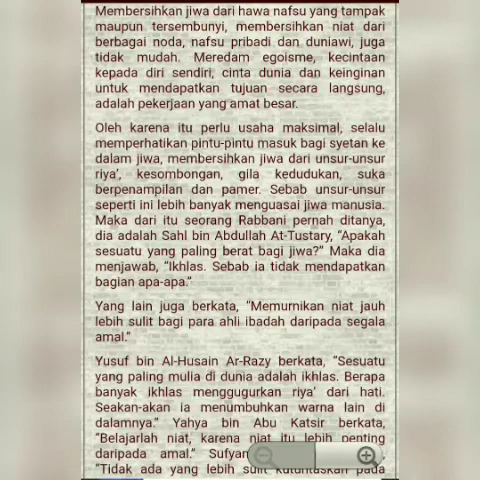 Membersihkan jiwa dari hawa nafsu yang tampak
maupun tersembunyi, membersihkan niat dari
berbagai noda, nafsu pribadi dan duniawi, juga
tidak mudah. Meredam egoisme, kecintaan
kepada diri sendiri, cinta dunia dan keinginan
untuk mendapatkan tujuan secara langsung,
adalah pekerjaan yang amat besar.
Oleh karena itu perlu usaha maksimal, selalu
memperhatikan pintu-pintu masuk bagi syetan ke
dalam jiwa, membersihkan jiwa dari unsur-unsur
riya’, kesombongan, gila kedudukan, suka
berpenampilan dan pamer. Sebab unsur-unsur
seperti ini lebih banyak menguasai jiwa manusia.
Maka dari itu seorang Rabbani pernah ditanya,
dia adalah Sahl bin Abdullah At-Tustary, “Apakah
sesuatu yang paling berat bagi jiwa?” Maka dia
menjawab, “Ikhlas. Sebab ia tidak mendapatkan
bagian apa-apa.”
Yang lain juga berkata, “Memurnikan niat jauh
lebih sulit bagi para ahli ibadah daripada segala
amal.”
Yusuf bin Al-Husain Ar-Razy berkata, “Sesuatu
yang paling mulia di dunia adalah ikhlas. Berapa
banyak ikhlas menggugurkan riya’ dari hati.
Seakan-akan ia menumbuhkan warna lain di
dalamnya.” Yahya bin Abu Katsir berkata,
“Belajarlah niat, karena niat itu lebih penting
daripada amal.” Sufyan
“Tidak ada yang lebih sulit kutuntaskan pada